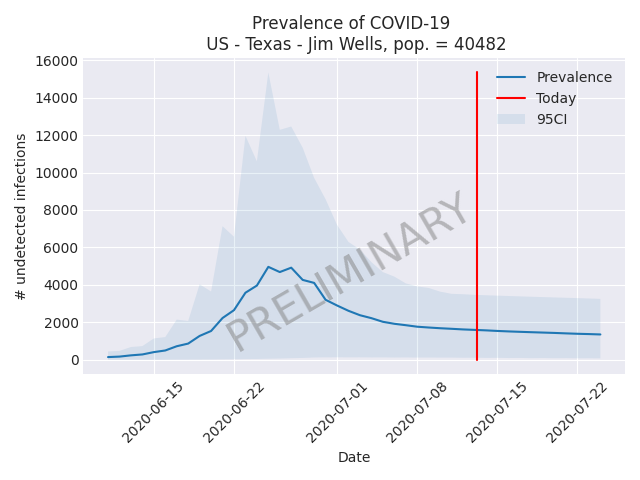 Prevalence of COVID-19
US - Texas - Jim Wells, pop. = 40482
16000
14000
12000
10000
8000
6000
4000
2000
0
# undetected infections
Prevalence
Today
95CI
PRELIMINARY
2020-06-15
2020-06-22
2020-07-01
2020-07-08
2020-07-15
2020-07-22
Date